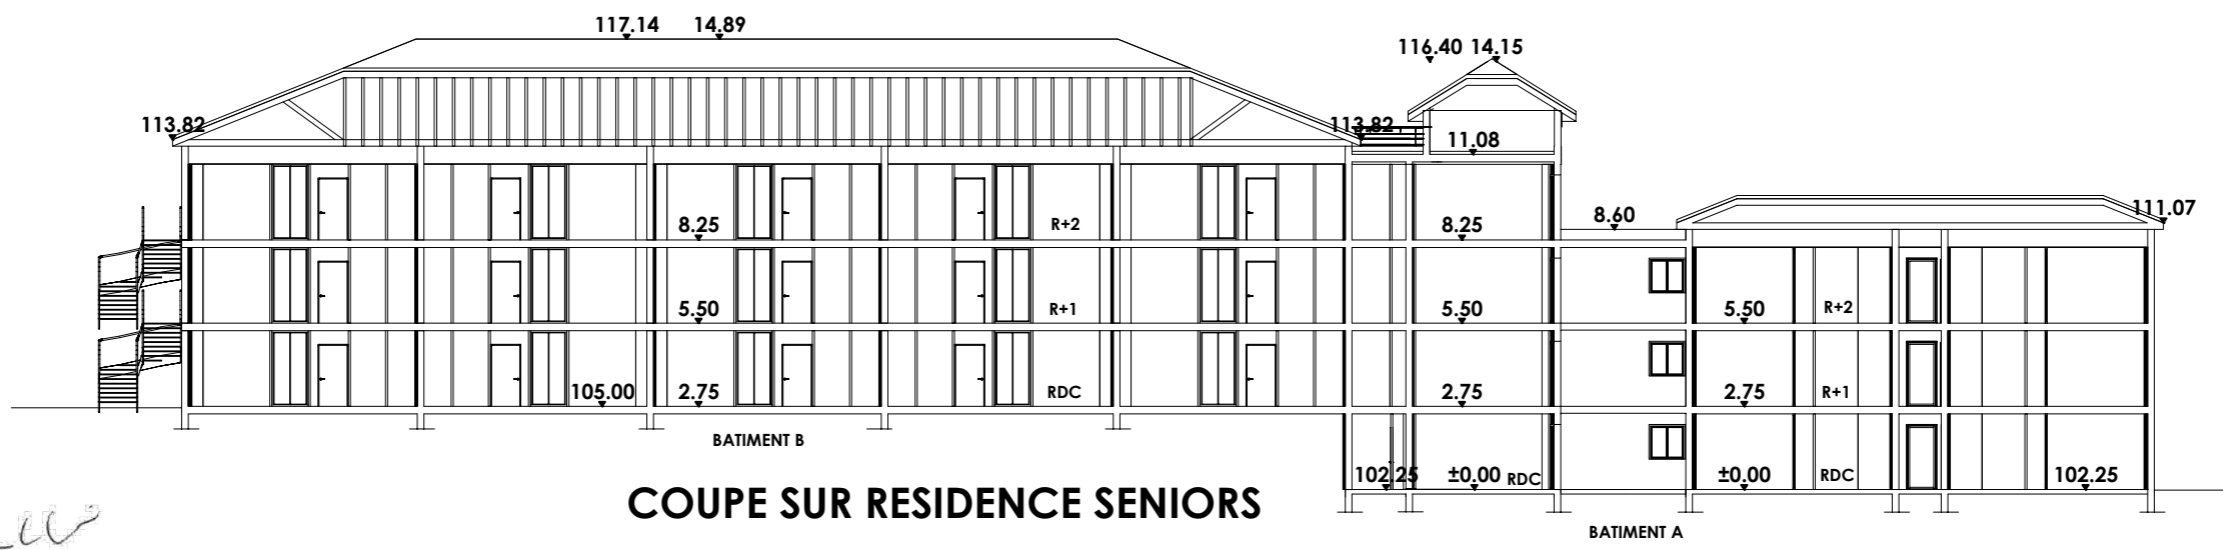 117.14 14.89
116.40 14.15
113.82 113.82
11.08
8.25 R+2 8.25 8.60 111.07
5.50 R+1 5.50 5.50 R+2
105.00 2.75 RDC 2.75 2.75 R+1
BATIMENT B
102.25 ±0.00 RDC ±0.00 RDC 102.25
COUPE SUR RESIDENCE SENIORS
BATIMENT A